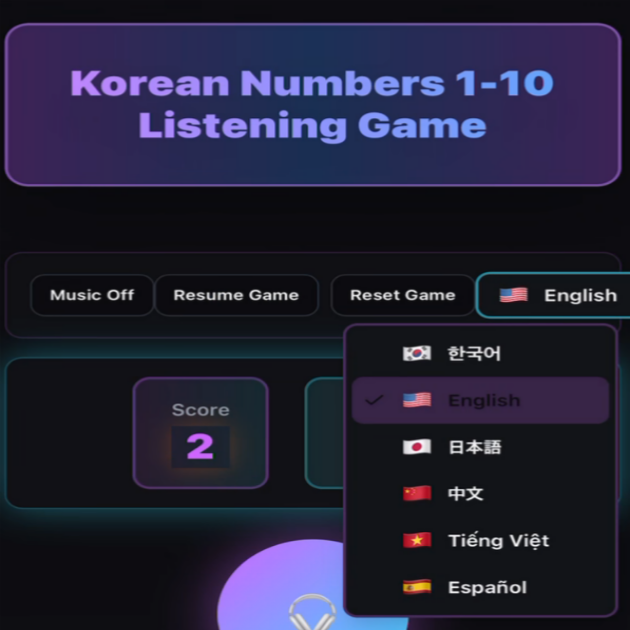 Korean Numbers 1-10
Listening Game
Music Off
Resume Game
Reset Game
English
한국어
English
日本語
中文
Tiếng Việt
Español
Score
2